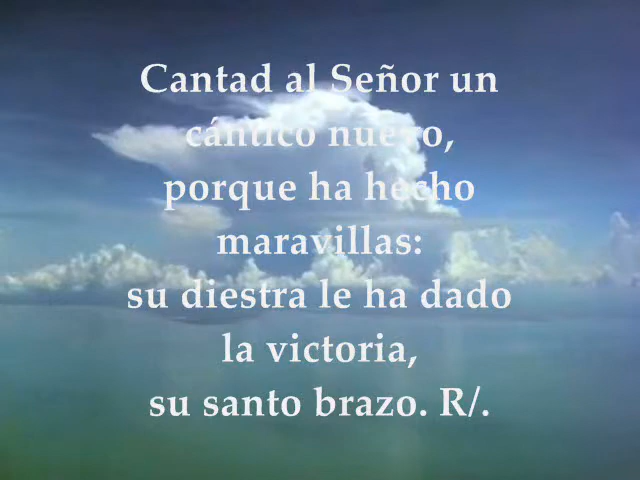 Cantad al Señor un
cántico nuevo,
porque ha hecho
maravillas:
su diestra le ha dado
la victoria,
su santo brazo. R/.